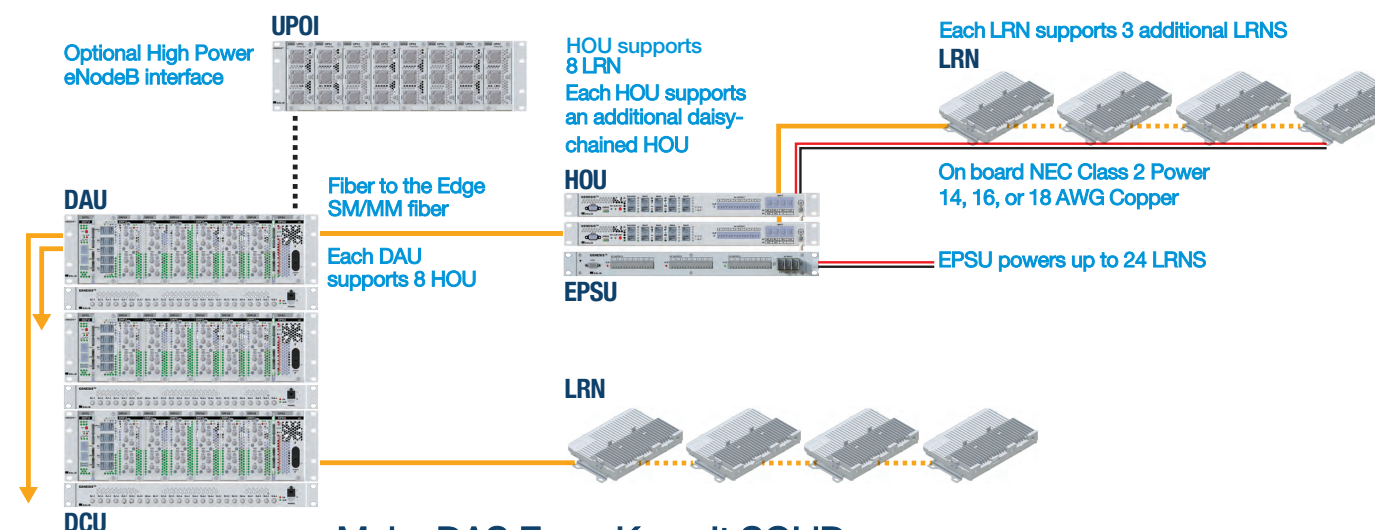 UPOI
Optional High Power
eNodeB interface
HOU supports
8 LRN
Each HOU supports
an additional daisy-
chained HOU
Each LRN supports 3 additional LRNS
LRN
DAU
Fiber to the Edge
SM/MM fiber
Each DAU
supports 8 HOU
HOU
On board NEC Class 2 Power
14, 16, or 18 AWG Copper
EPSU powers up to 24 LRNS
EPSU
LRN
DCU